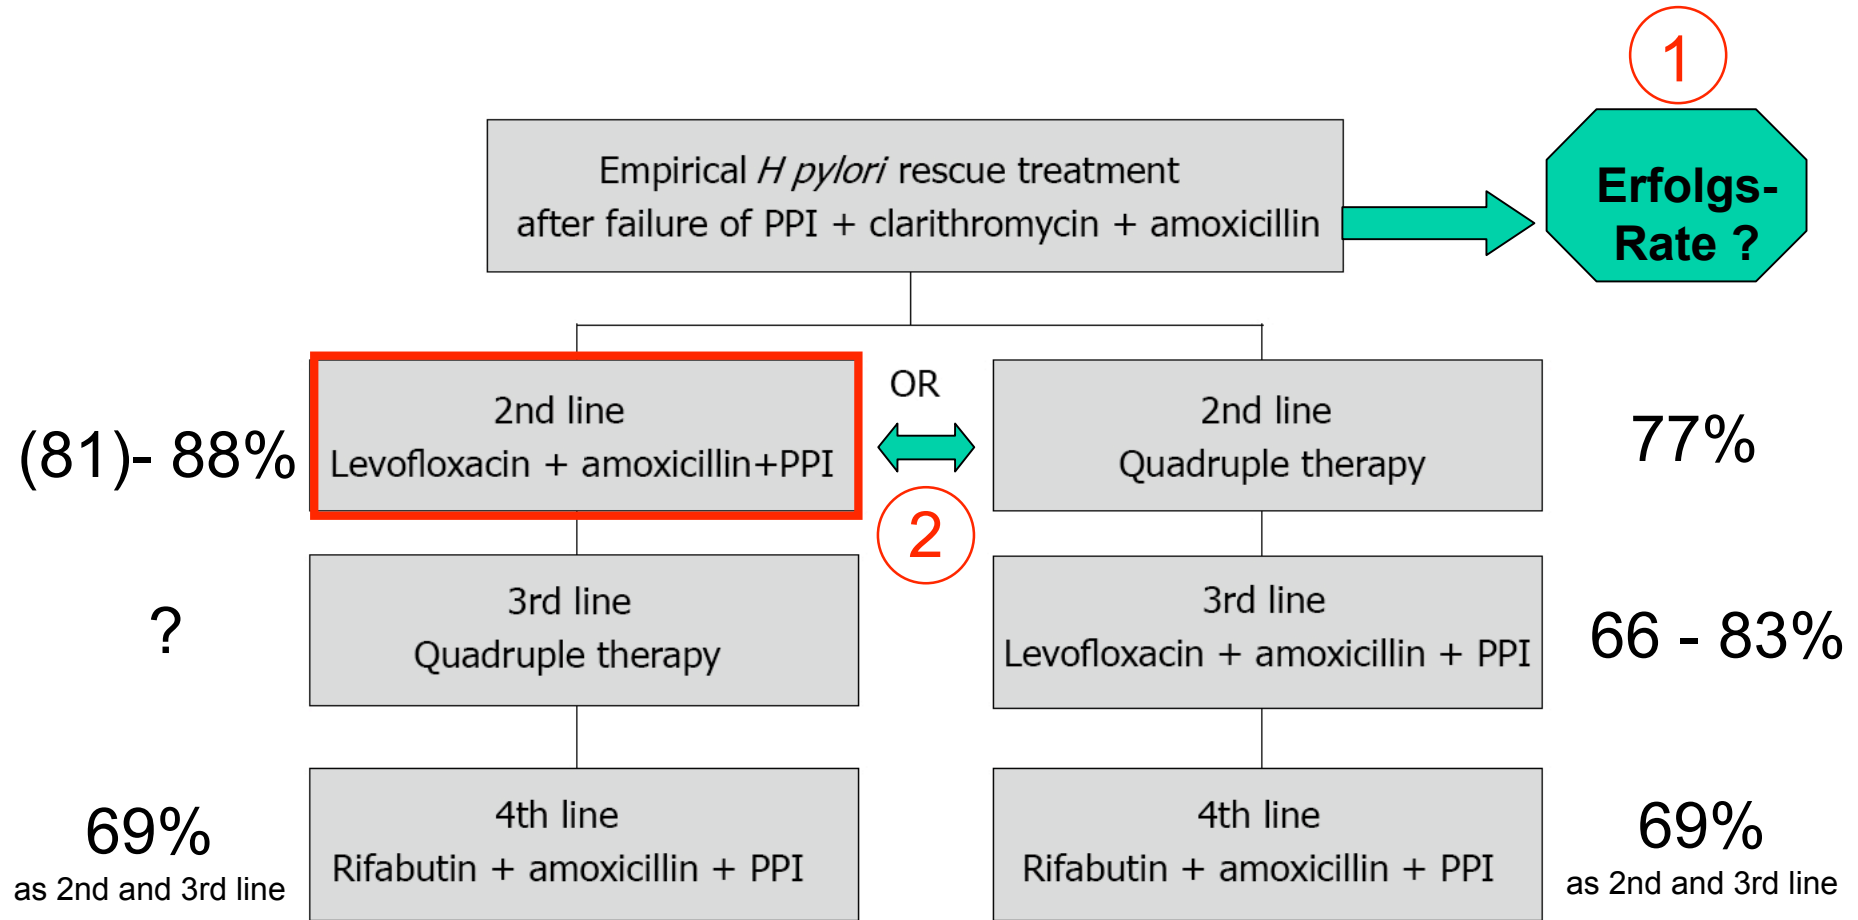 1
Empirical H pylori rescue treatment
after failure of PPI + clarithromycin + amoxicillin
Erfolgs-
Rate ?
(81)- 88%
2nd line
Levofloxacin + amoxicillin+PPI
OR
2
2nd line
Quadruple therapy
77%
?
3rd line
Quadruple therapy
3rd line
Levofloxacin + amoxicillin + PPI
66 - 83%
69%
as 2nd and 3rd line
4th line
Rifabutin + amoxicillin + PPI
4th line
Rifabutin + amoxicillin + PPI
69%
as 2nd and 3rd line